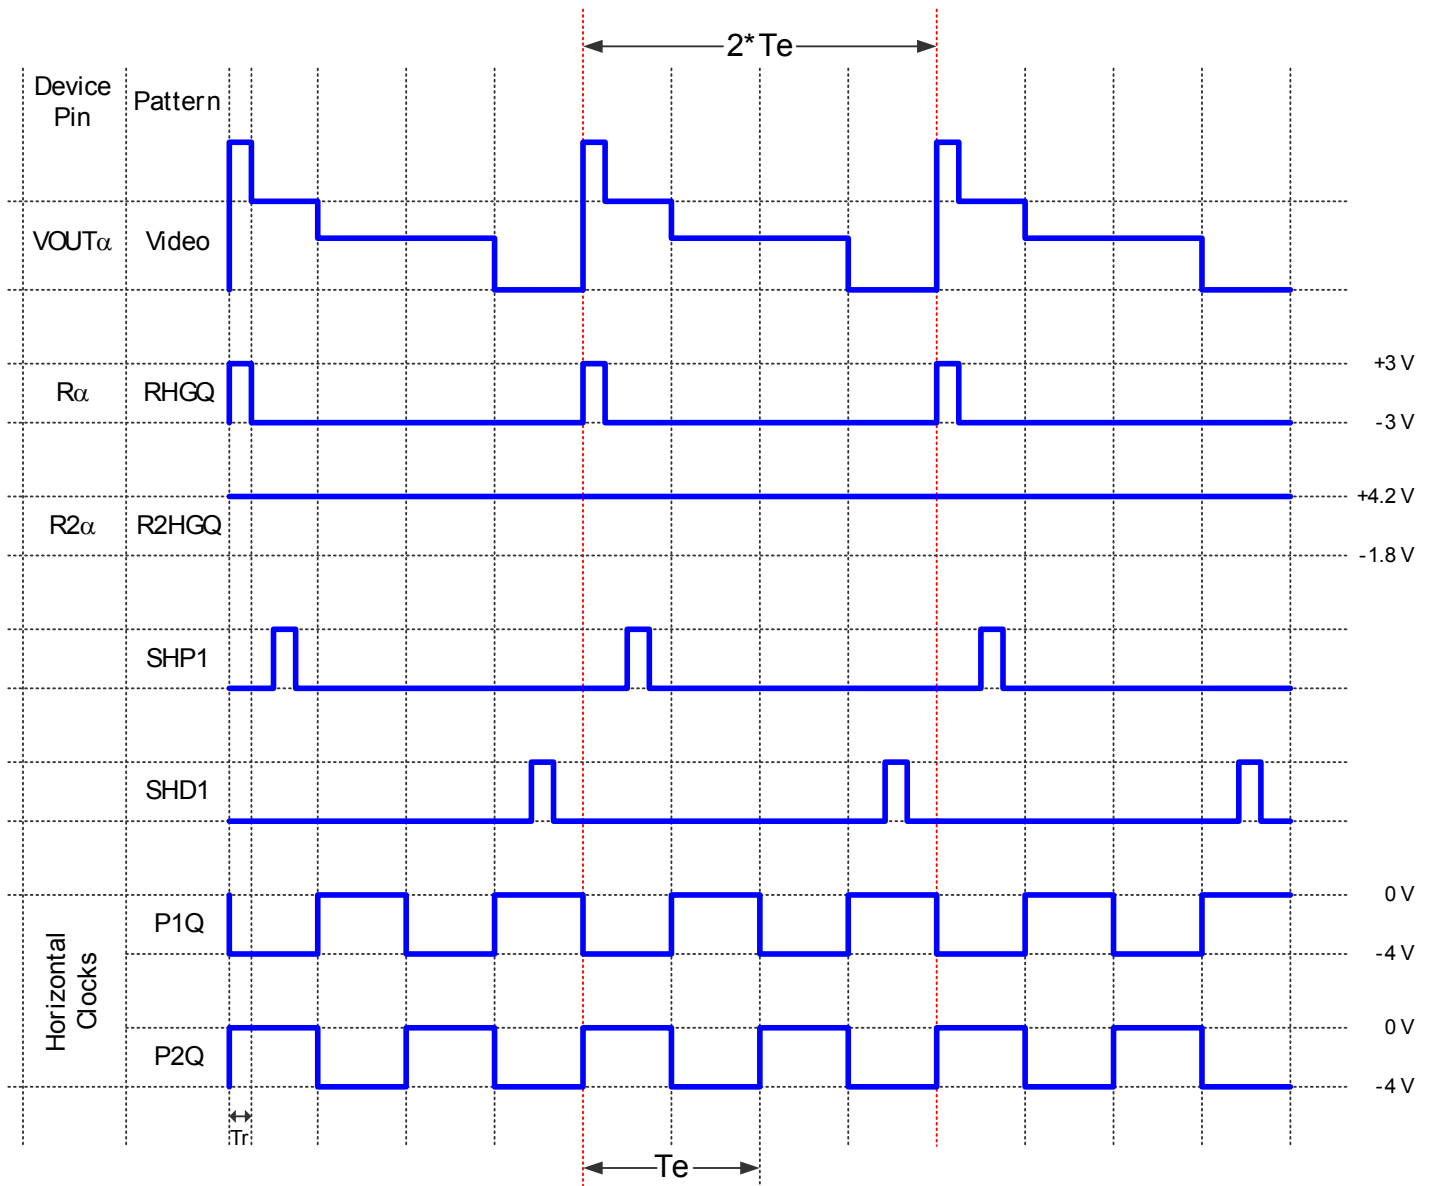 2*Te
Device
Pin
Pattern
VOUTα
Video
Rα
RHGQ
+3 V
-3 V
R2α
R2HGQ
+4.2 V
-1.8 V
SHP1
SHD1
Horizontal
Clocks
P1Q
0 V
-4 V
P2Q
0 V
-4 V
Tr
Te